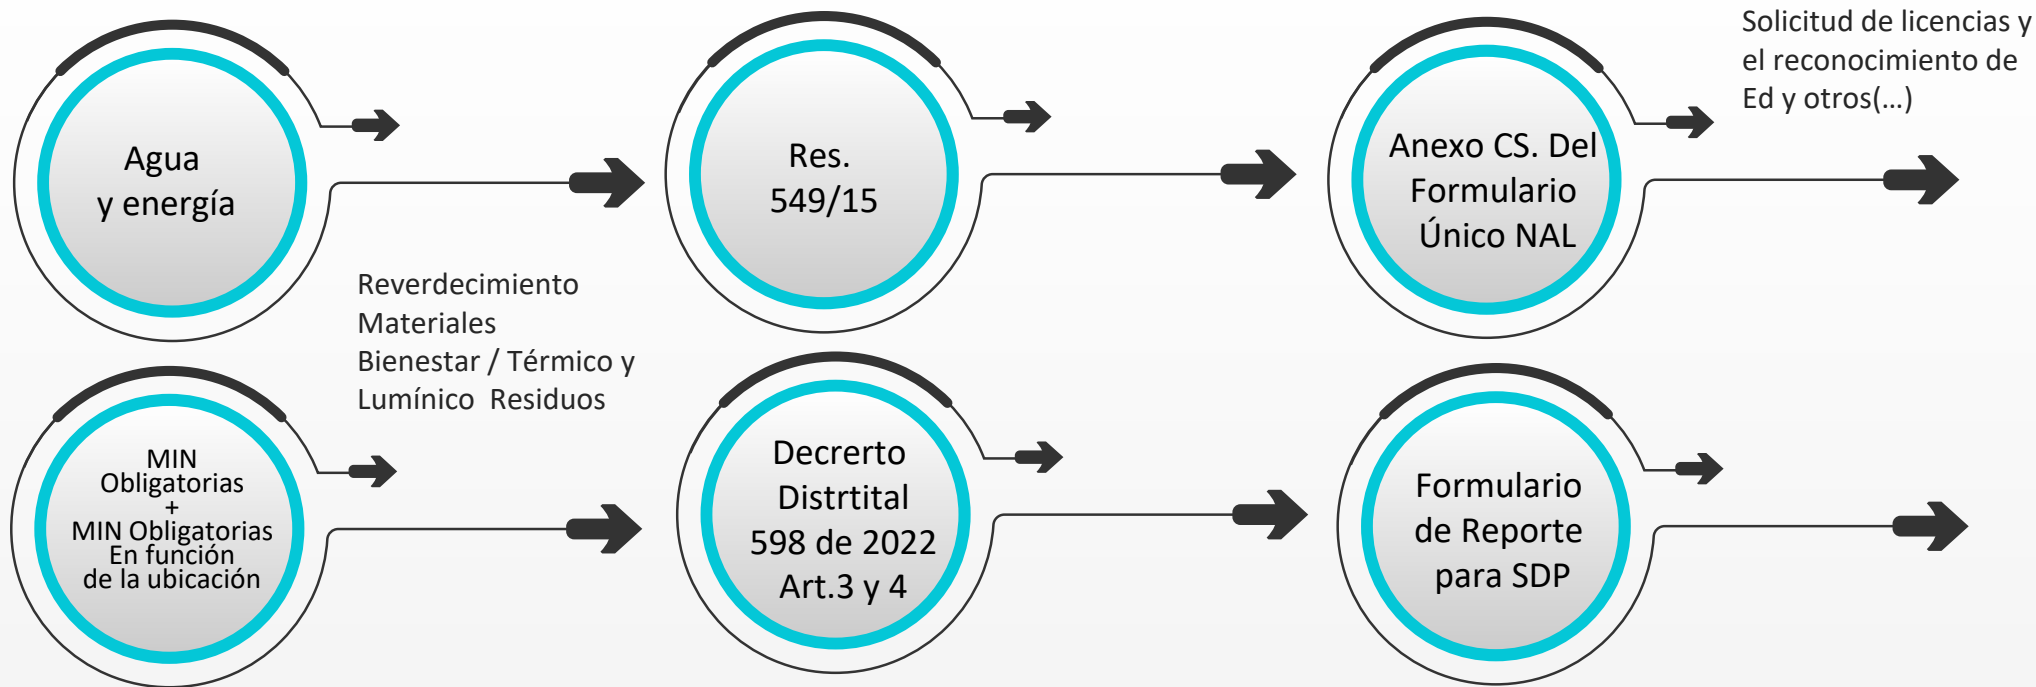 Agua
y energía
Res.
549/15
Anexo CS. Del
Formulario
Único NAL
Solicitud de licencias y
el reconocimiento de
Ed y otros(...)
Reverdecimiento
Materiales
Bienestar / Térmico y
Lumínico Residuos
MIN
Obligatorias
+
MIN Obligatorias
En función
de la ubicación
Decrerto
Distrtital
598 de 2022
Art.3 y 4
Formulario
de Reporte
para SDP